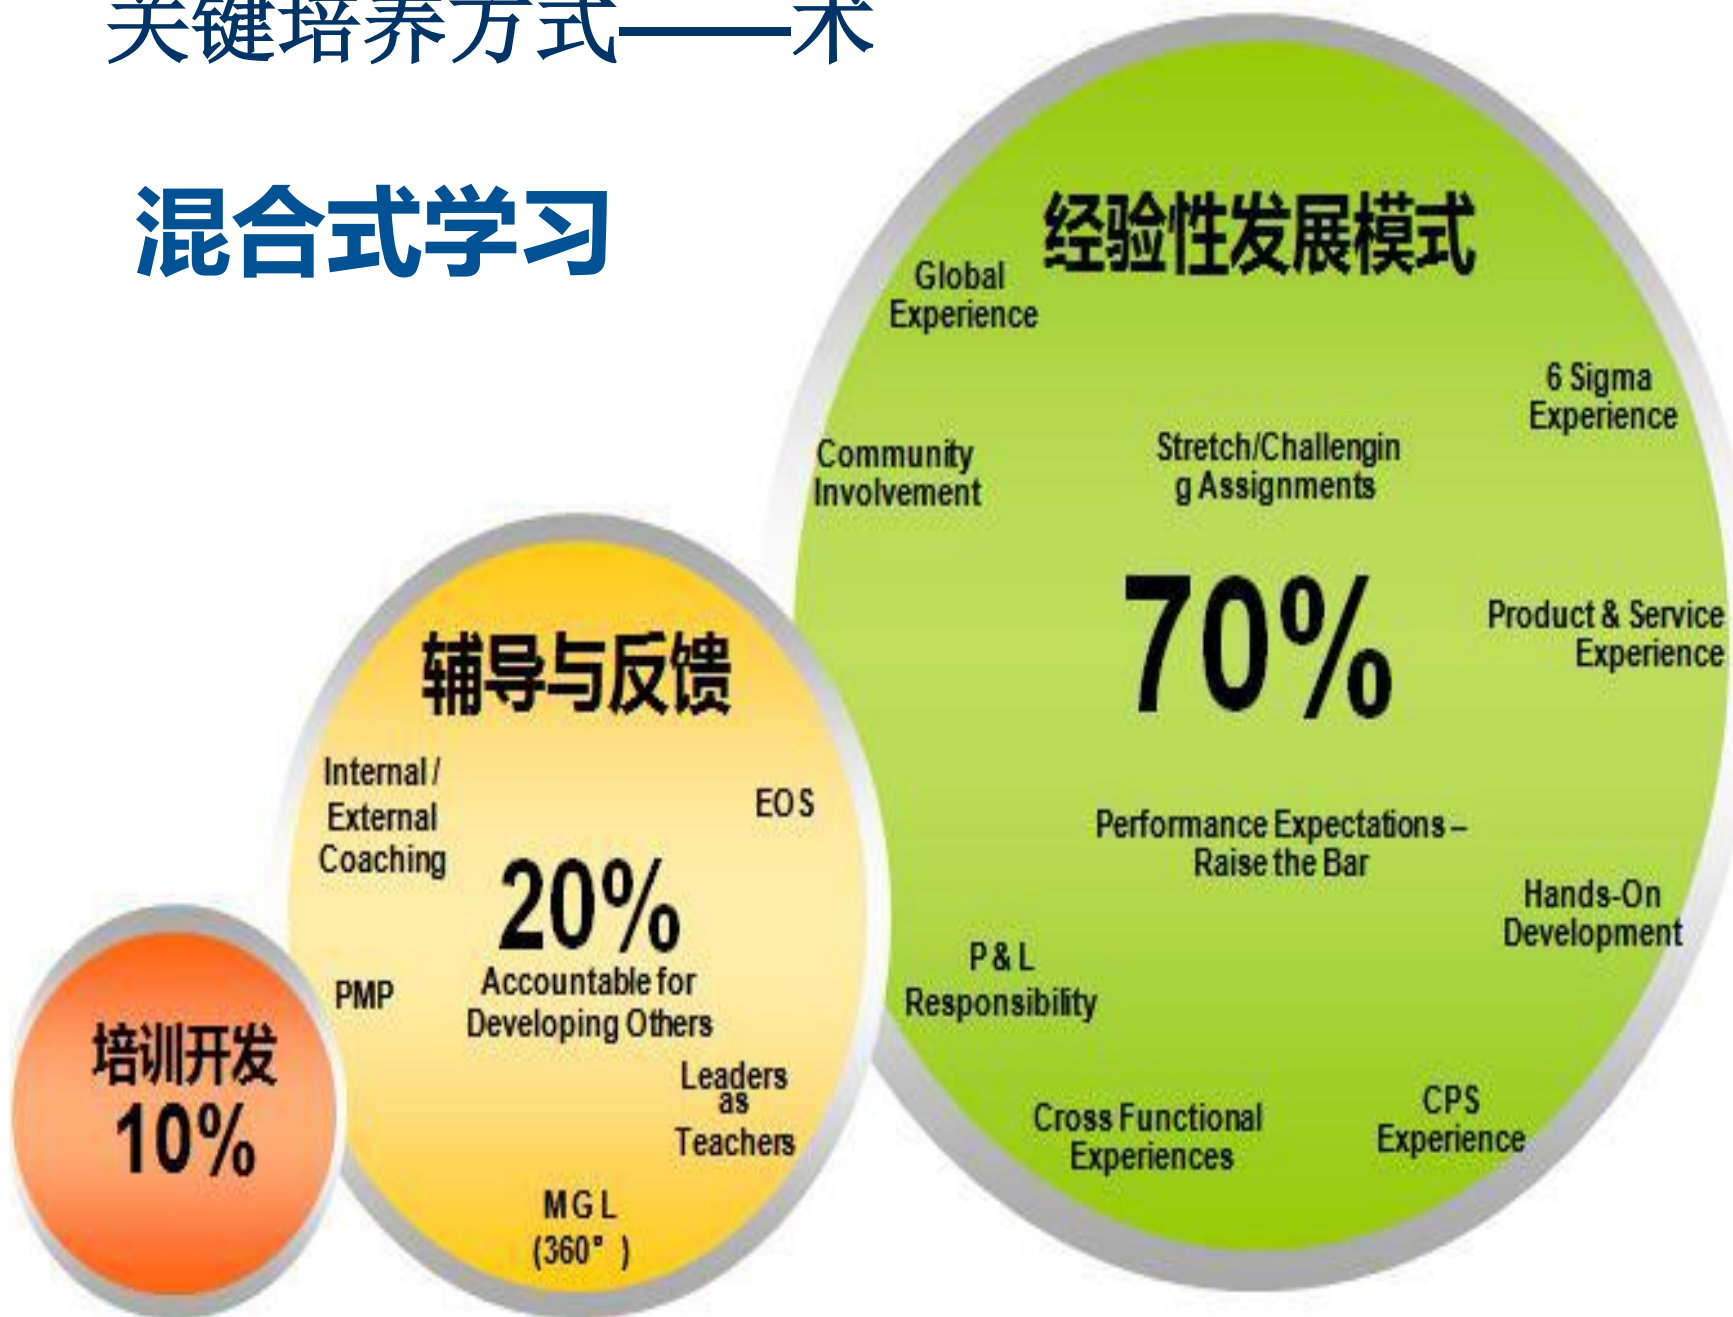 关键培养方式——术
混合式学习
经验性发展模式
Global
Experience
6 Sigma
Experience
Community
Involvement
Stretch/Challengin
g Assignments
70%
Product & Service
Experience
Performance Expectations –
Raise the Bar
Hands-On
Development
P & L
Responsibility
Cross Functional
Experiences
CPS
Experience
辅导与反馈
Internal /
External
Coaching
EOS
20%
Accountable for
Developing Others
PMP
Leaders
as
Teachers
MGL
(360°)
培训开发
10%